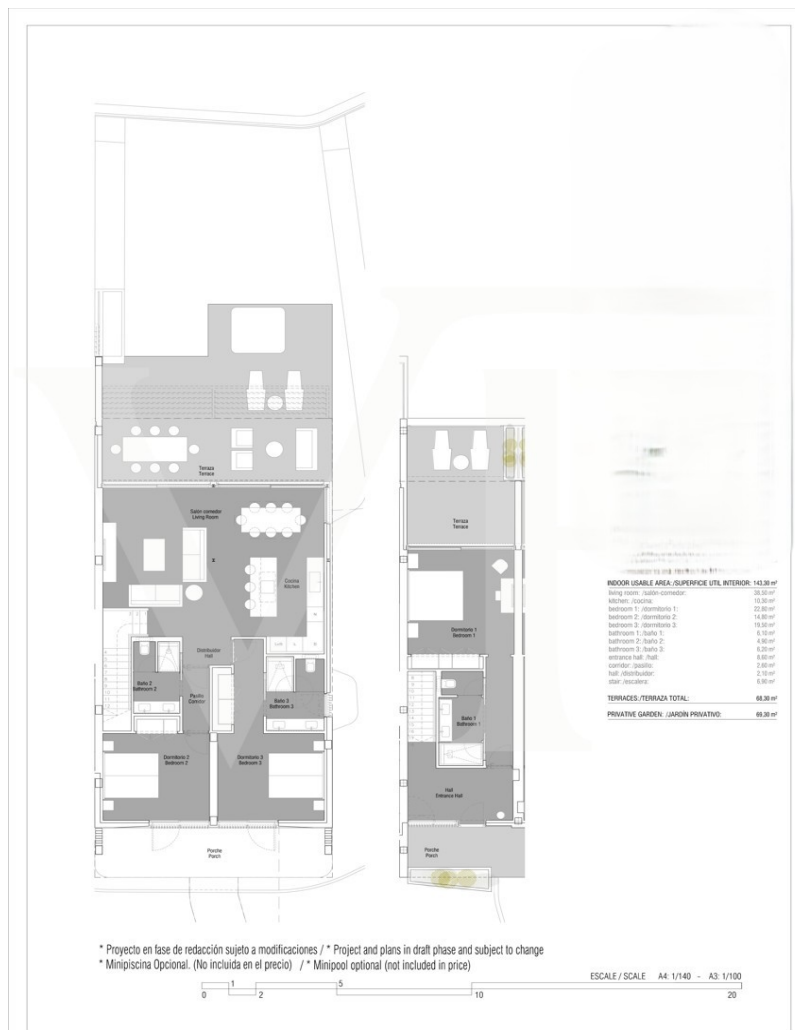 Terraza
Terrace
Salón comedor
Living Room
Cocina
Kitchen
Distribuidor
Hall
Baño 2
Bathroom 2
Pasillo
Corridor
Baño 3
Bathroom 3
Dormitorio 2
Bedroom 2
Dormitorio 3
Bedroom 3
Porche
Porch
Terraza
Terrace
Dormitorio 1
Bedroom 1
Baño 1
Bathroom 1
Hall
Entrance Hall
Porche
Porch
INDOOR USABLE AREA:/SUPERFICIE UTIL INTERIOR: 143,30 m²
living room: /salón-comedor: 38,50 m²
kitchen: /cocina: 10,30 m²
bedroom 1: /dormitorio 1: 22,80 m²
bedroom 2: /dormitorio 2: 14,80 m²
bedroom 3: /dormitorio 3: 19,50 m²
bathroom 1: /baño 1: 6,10 m²
bathroom 2: /baño 2: 4,90 m²
bathroom 3: /baño 3: 6,20 m²
entrance hall: /hall: 8,60 m²
corridor: /pasillo: 2,60 m²
hall: /distribuidor: 2,10 m²
stair: /escalera: 6,90 m²
TERRACES:/TERRAZA TOTAL: 68,30 m²
PRIVATIVE GARDEN: /JARDÍN PRIVATIVO: 69,30 m²
* Proyecto en fase de redacción sujeto a modificaciones / * Project and plans in draft phase and subject to change
* Minipiscina Opcional. (No incluida en el precio) / * Minipool optional (not included in price)
ESCALE / SCALE A4: 1/140 - A3: 1/100
0 1 2 5 10 20